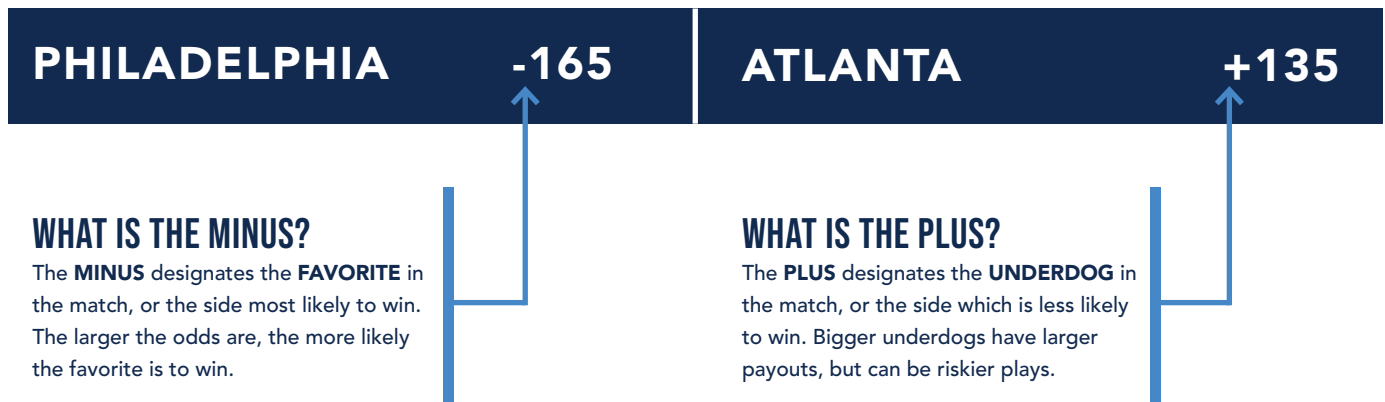 PHILADELPHIA -165
ATLANTA +135
WHAT IS THE MINUS?
The MINUS designates the FAVORITE in
the match, or the side most likely to win.
The larger the odds are, the more likely
the favorite is to win.
WHAT IS THE PLUS?
The PLUS designates the UNDERDOG in
the match, or the side which is less likely
to win. Bigger underdogs have larger
payouts, but can be riskier plays.